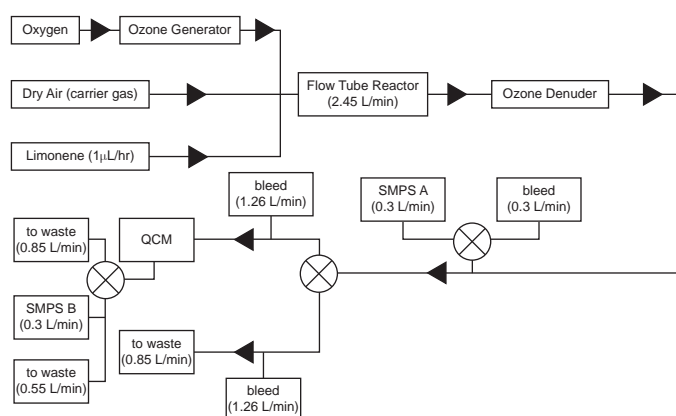 Oxygen
Ozone Generator
Dry Air (carrier gas)
Flow Tube Reactor
(2.45 L/min)
Ozone Denuder
Limonene (1μL/hr)
bleed
(1.26 L/min)
SMPS A
(0.3 L/min)
bleed
(0.3 L/min)
to waste
(0.85 L/min)
QCM
SMPS B
(0.3 L/min)
to waste
(0.85 L/min)
to waste
(0.55 L/min)
bleed
(1.26 L/min)